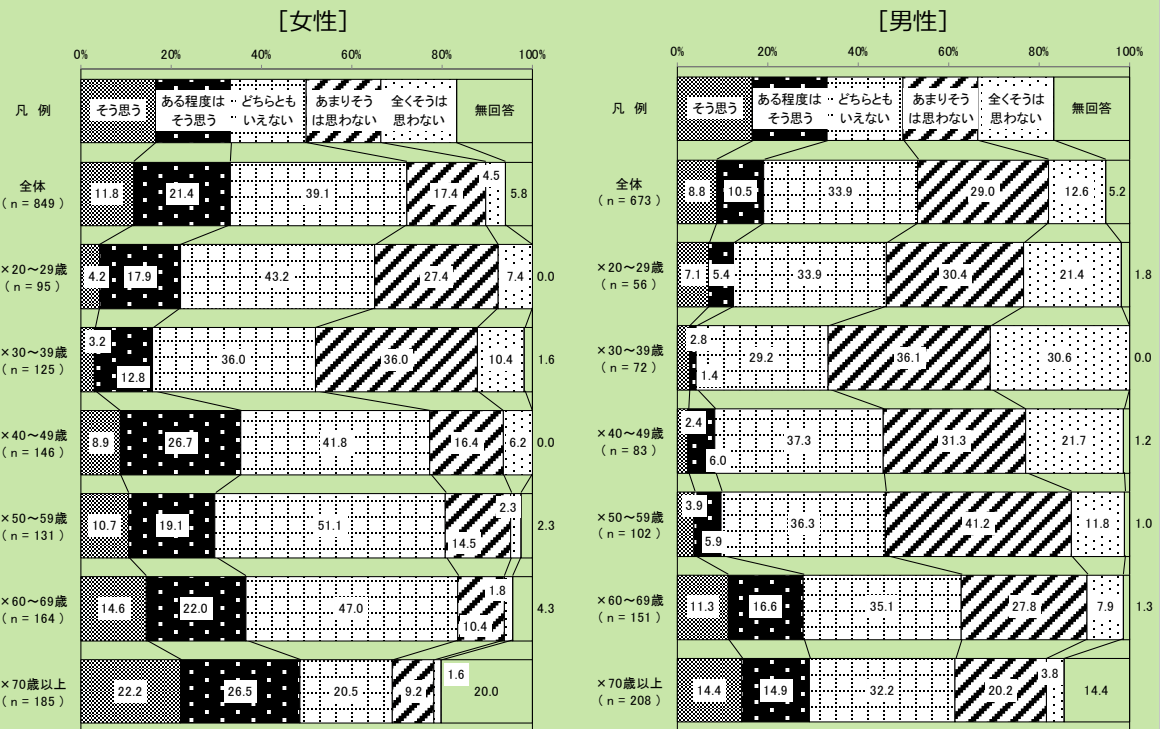 ［女性］
0% 20% 40% 60% 80% 100%
凡 例
そう思う
ある程度は
そう思う
どちらとも
いえない
あまりそう
は思わない
全くそうは
思わない
無回答
全体
( n = 849 )
11.8 21.4 39.1 17.4 4.5 5.8
×20～29歳
( n = 95 )
4.2 17.9 43.2 27.4 7.4 0.0
×30～39歳
( n = 125 )
3.2 12.8 36.0 36.0 10.4 1.6
×40～49歳
( n = 146 )
8.9 26.7 41.8 16.4 6.2 0.0
×50～59歳
( n = 131 )
10.7 19.1 51.1 14.5 2.3 2.3
×60～69歳
( n = 164 )
14.6 22.0 47.0 10.4 1.8 4.3
×70歳以上
( n = 185 )
22.2 26.5 20.5 9.2 1.6 20.0
［男性］
0% 20% 40% 60% 80% 100%
凡 例
そう思う
ある程度は
そう思う
どちらとも
いえない
あまりそう
は思わない
全くそうは
思わない
無回答
全体
( n = 673 )
8.8 10.5 33.9 29.0 12.6 5.2
×20～29歳
( n = 56 )
7.1 5.4 33.9 30.4 21.4 1.8
×30～39歳
( n = 72 )
2.8 1.4 29.2 36.1 30.6 0.0
×40～49歳
( n = 83 )
2.4 6.0 37.3 31.3 21.7 1.2
×50～59歳
( n = 102 )
3.9 5.9 36.3 41.2 11.8 1.0
×60～69歳
( n = 151 )
11.3 16.6 35.1 27.8 7.9 1.3
×70歳以上
( n = 208 )
14.4 14.9 32.2 20.2 3.8 14.4